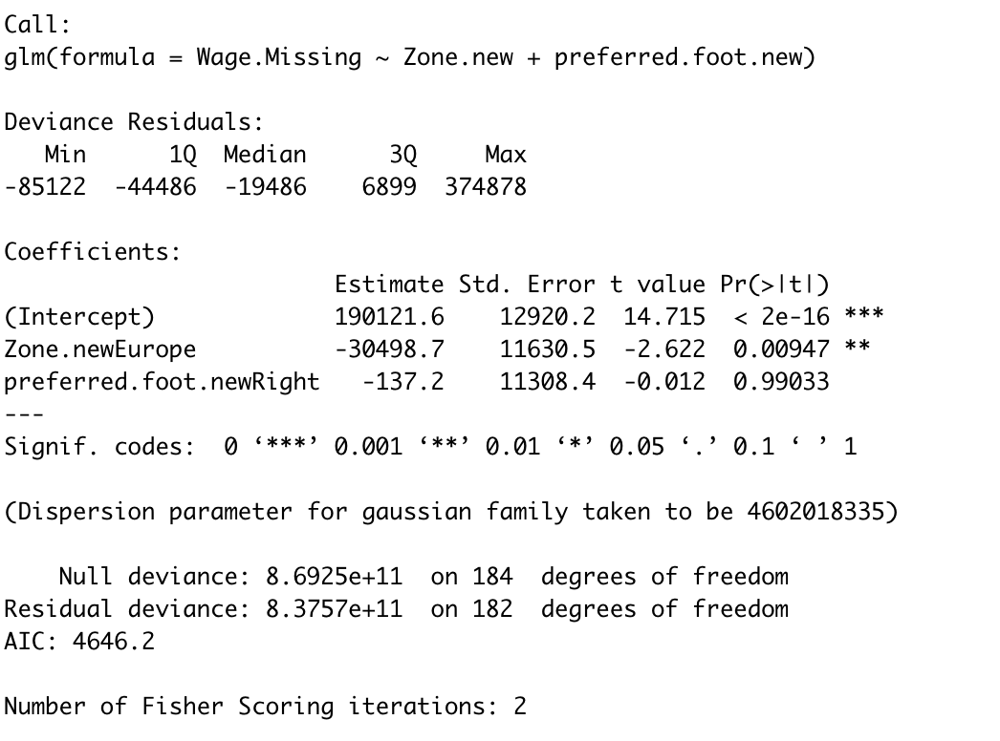 Call:
glm(formula = Wage.Missing ~ Zone.new + preferred.foot.new)
Deviance Residuals:
Min 1Q Median 3Q Max
-85122 -44486 -19486 6899 374878
Coefficients:
Estimate Std. Error t value Pr(>|t|)
(Intercept) 190121.6 12920.2 14.715 < 2e-16 ***
Zone.newEurope -30498.7 11630.5 -2.622 0.00947 **
preferred.foot.newRight -137.2 11308.4 -0.012 0.99033
---
Signif. codes: 0 ‘***’ 0.001 ‘**’ 0.01 ‘*’ 0.05 ‘.’ 0.1 ‘ ’ 1
(Dispersion parameter for gaussian family taken to be 4602018335)
Null deviance: 8.6925e+11 on 184 degrees of freedom
Residual deviance: 8.3757e+11 on 182 degrees of freedom
AIC: 4646.2
Number of Fisher Scoring iterations: 2